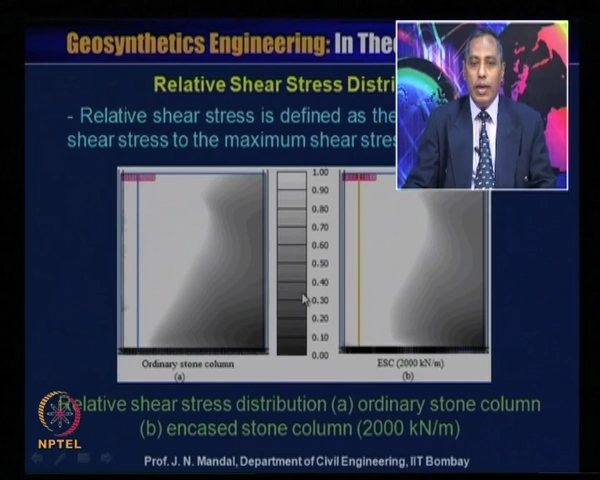 Geosynthetics Engineering: In The
Relative Shear Stress Distri
- Relative shear stress is defined as the
shear stress to the maximum shear stre
1.00
0.90
0.80
0.70
0.60
0.50
0.40
0.30
0.20
0.10
0.00
Ordinary stone column
(a)
ESC (2000 kN/m)
(b)
Relative shear stress distribution (a) ordinary stone column
(b) encased stone column (2000 kN/m)
NPTEL
Prof. J. N. Mandal, Department of Civil Engineering, IIT Bombay